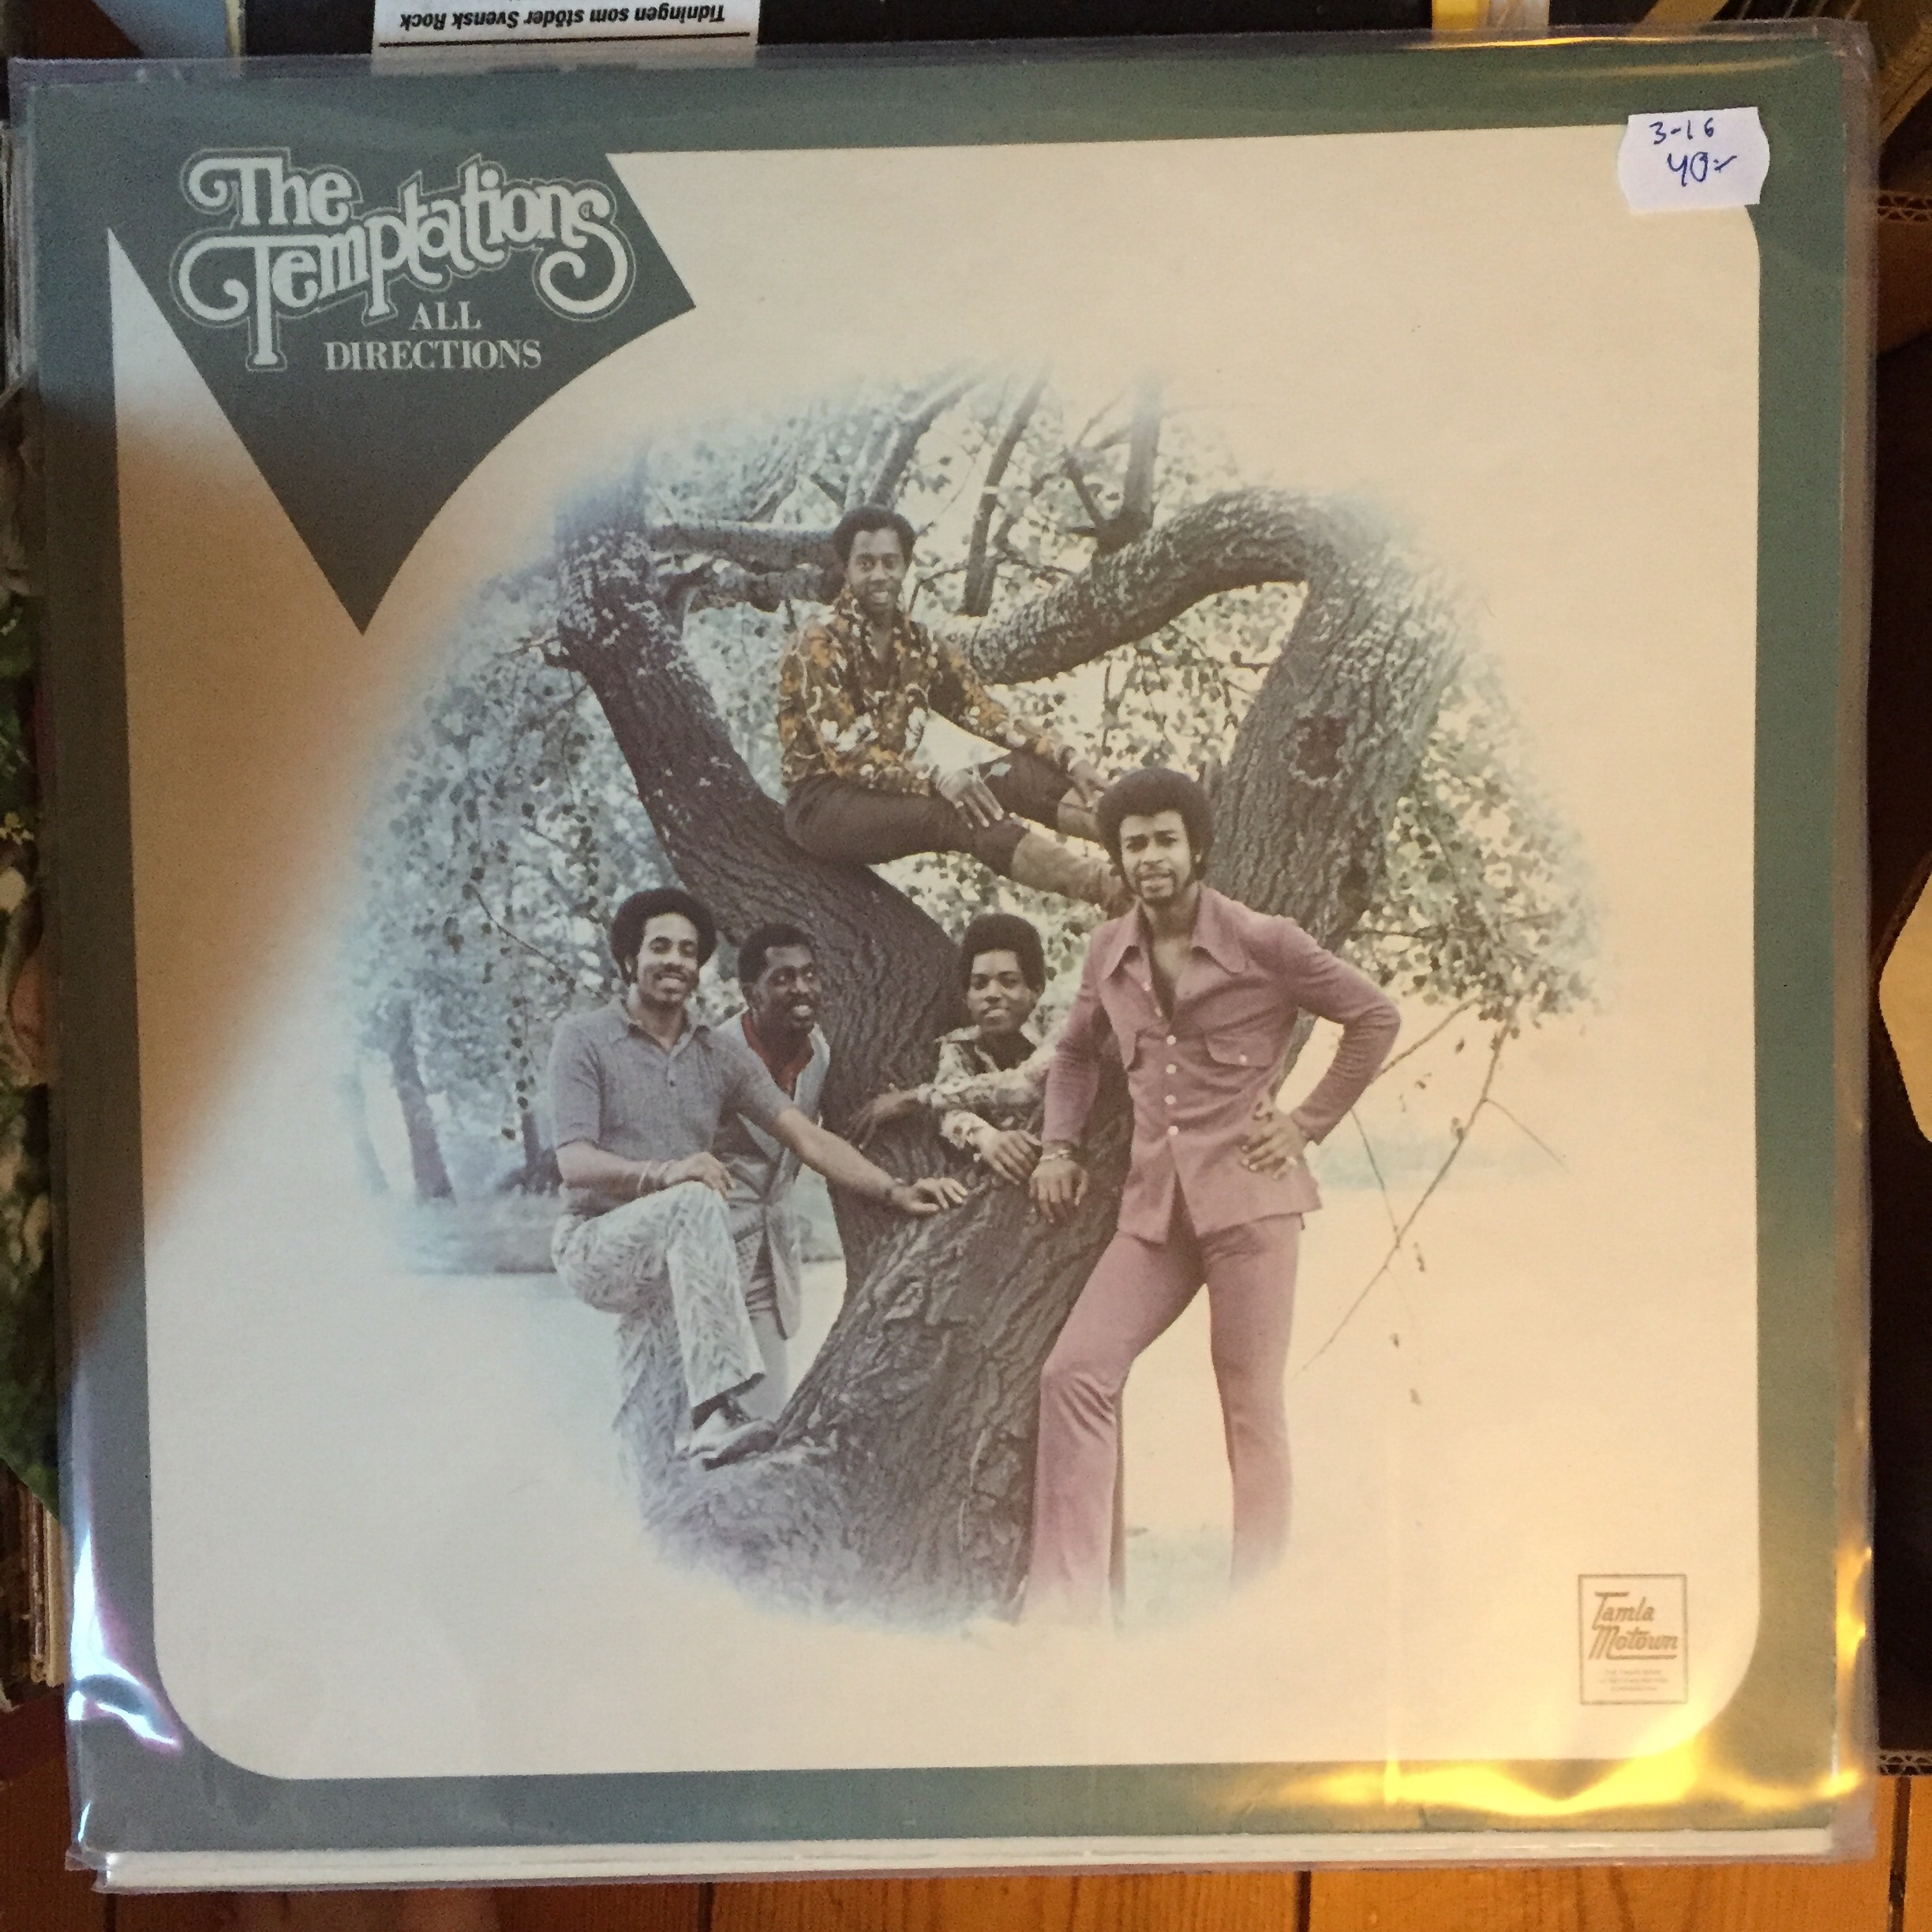 Tidningen som stöder Svensk Rock
3-16
40:-
The
Temptations
ALL
DIRECTIONS
Tamla
Motown